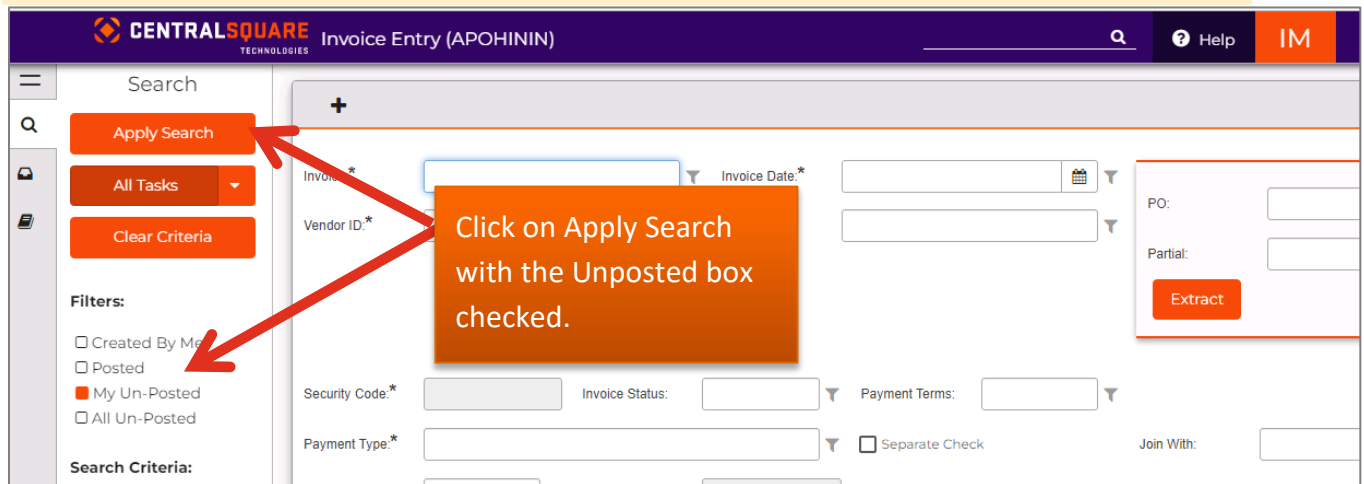 CENTRALSQUARE
TECHNOLOGIES
Invoice Entry (APOHININ)
Help
IM
Search
Apply Search
All Tasks
Clear Criteria
Filters:
Created By Me
Posted
My Un-Posted
All Un-Posted
Search Criteria:
Invoice Date:*
Vendor ID:*
Click on Apply Search
with the Unposted box
checked.
PO:
Partial:
Extract
Security Code:*
Invoice Status:
Payment Terms:
Payment Type:*
Separate Check
Join With: